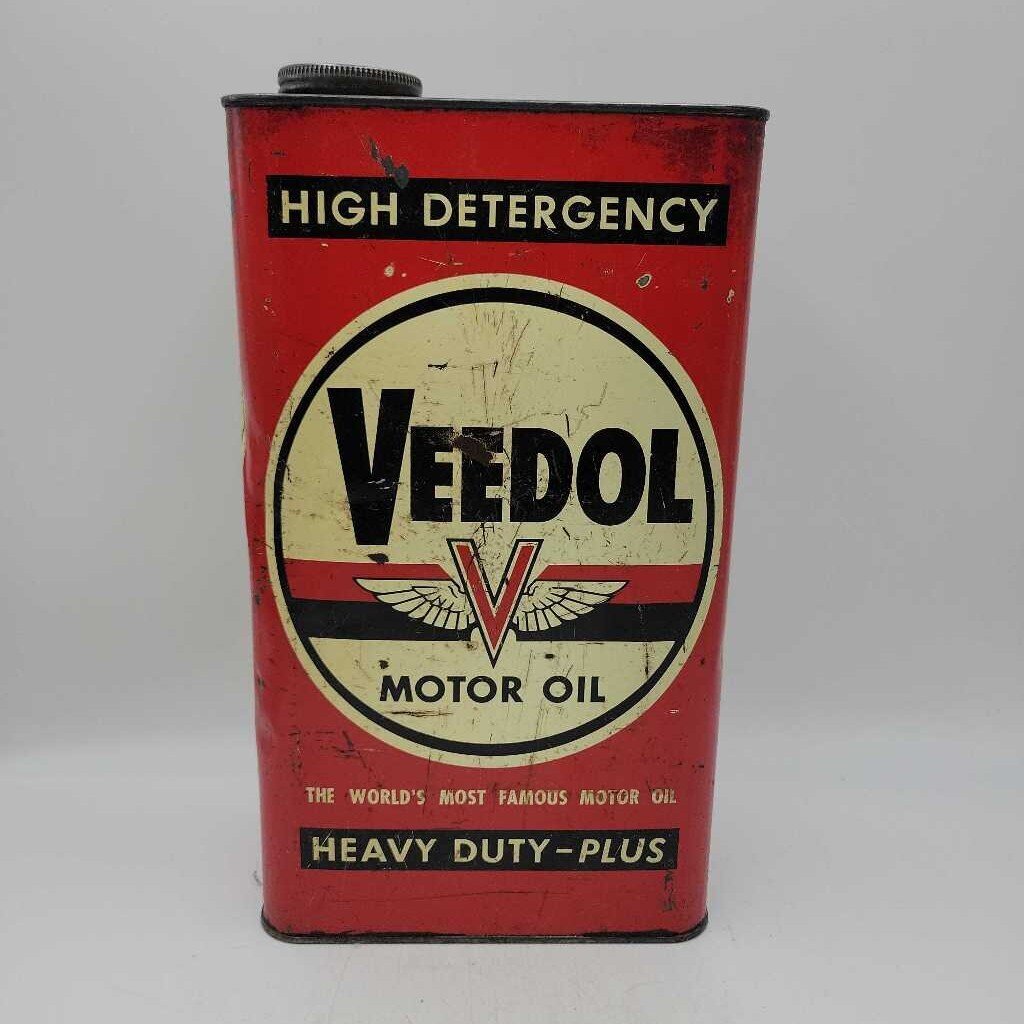 HIGH DETERGENCY
VEEDOL
V
MOTOR OIL
THE WORLD'S MOST FAMOUS MOTOR OIL
HEAVY DUTY-PLUS